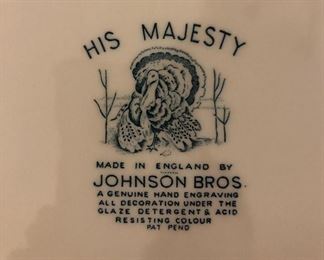 HIS MAJESTY
MADE IN ENGLAND BY
JOHNSON BROS.
A GENUINE HAND ENGRAVING
ALL DECORATION UNDER THE
GLAZE DETERGENT & ACID
RESISTING COLOUR
PAT PEND